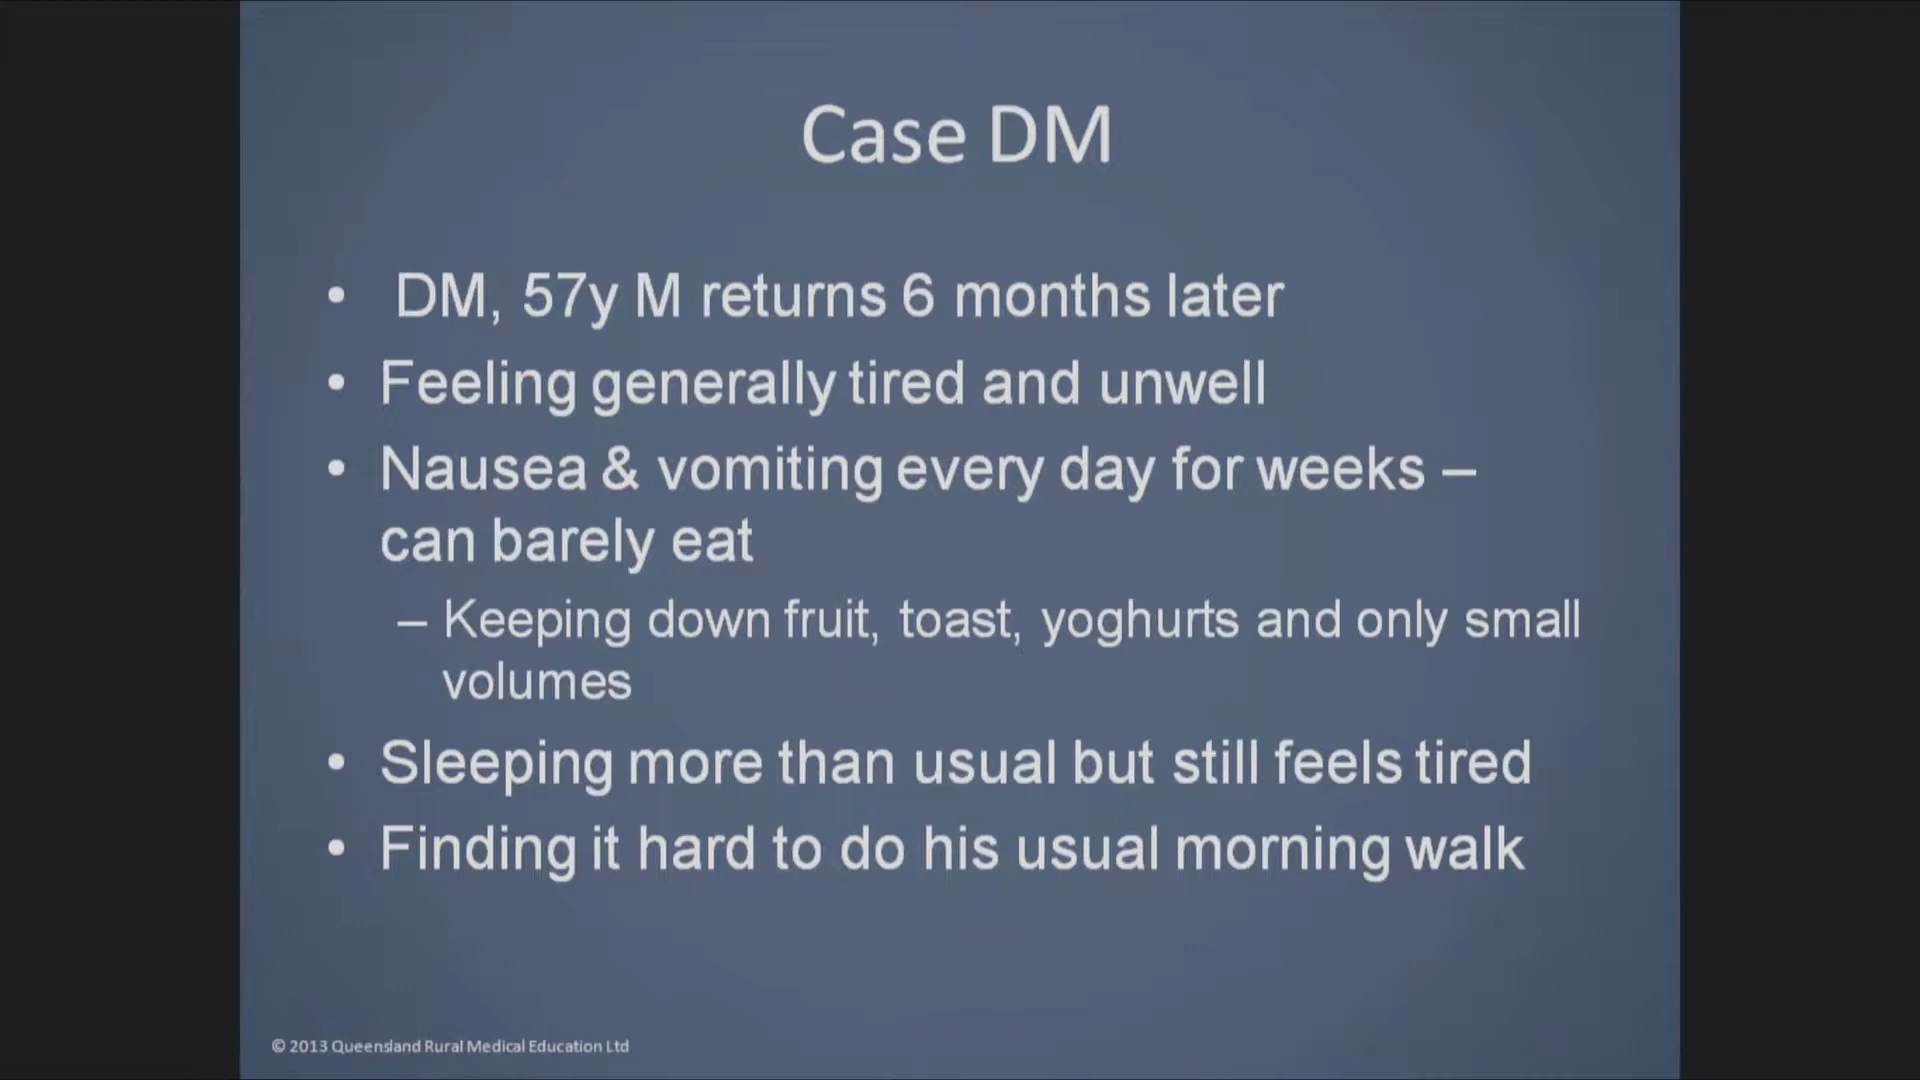 Case DM
• DM, 57y M returns 6 months later
• Feeling generally tired and unwell
• Nausea & vomiting every day for weeks –
can barely eat
– Keeping down fruit, toast, yoghurts and only small
volumes
• Sleeping more than usual but still feels tired
• Finding it hard to do his usual morning walk
© 2013 Queensland Rural Medical Education Ltd